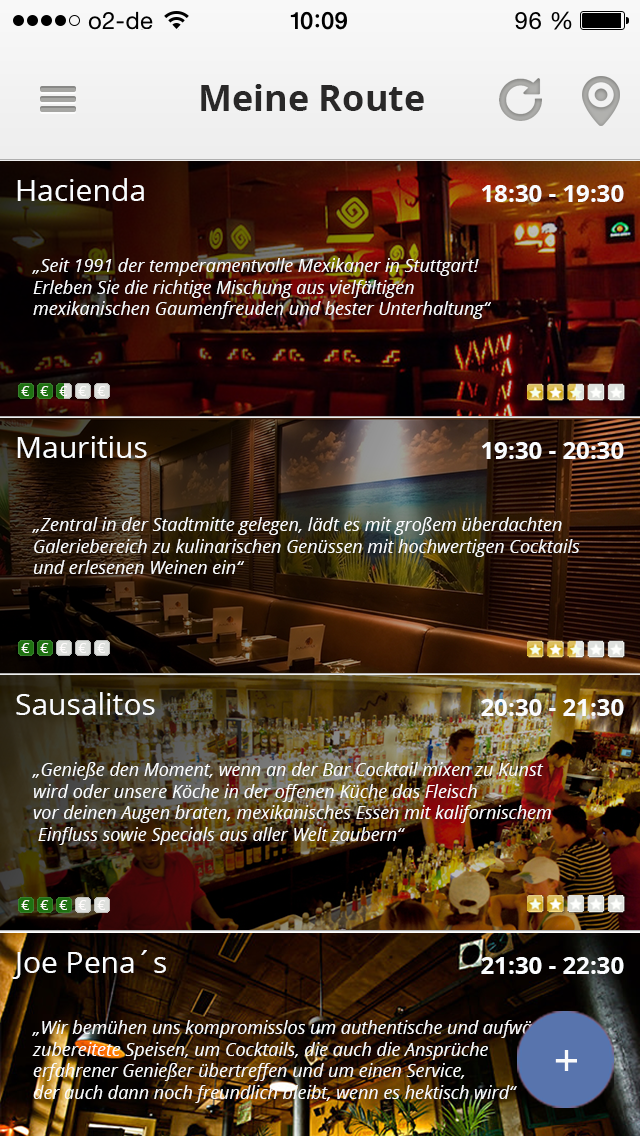 o2-de 10:09 96 %
Meine Route
Hacienda 18:30 - 19:30
„Seit 1991 der temperamentvolle Mexikaner in Stuttgart!
Erleben Sie die richtige Mischung aus vielfältigen
mexikanischen Gaumenfreuden und bester Unterhaltung“
€ € € € €
Mauritius 19:30 - 20:30
„Zentral in der Stadtmitte gelegen, lädt es mit großem überdachten
Galeriebereich zu kulinarischen Genüssen mit hochwertigen Cocktails
und erlesenen Weinen ein“
€ € € € €
Sausalitos 20:30 - 21:30
„Genieße den Moment, wenn an der Bar Cocktail mixen zu Kunst
wird oder unsere Köche in der offenen Küche das Fleisch
vor deinen Augen braten, mexikanisches Essen mit kalifornischem
Einfluss sowie Specials aus aller Welt zaubern“
€ € € € €
Joe Pena´s 21:30 - 22:30
„Wir bemühen uns kompromisslos um authentische und
zubereitete Speisen, um Cocktails, die auch die Ansprüche
erfahrener Genießer übertreffen und um einen Service,
der auch dann noch freundlich bleibt, wenn es hektisch wird“
+